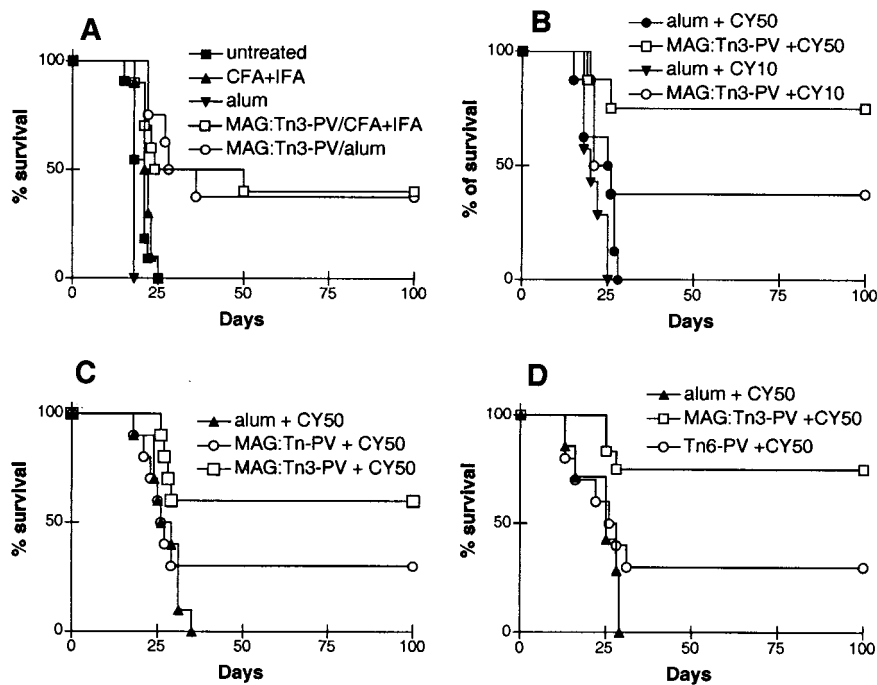 A
untreated
CFA+IFA
alum
MAG:Tn3-PV/CFA+IFA
MAG:Tn3-PV/alum
% survival
100
50
0
0
25
50
75
100
Days
B
alum + CY50
MAG:Tn3-PV +CY50
alum + CY10
MAG:Tn3-PV +CY10
% of survival
100
50
0
0
25
50
75
100
Days
C
alum + CY50
MAG:Tn-PV + CY50
MAG:Tn3-PV + CY50
% survival
100
50
0
0
25
50
75
100
Days
D
alum + CY50
MAG:Tn3-PV +CY50
Tn6-PV +CY50
% survival
100
50
0
0
25
50
75
100
Days